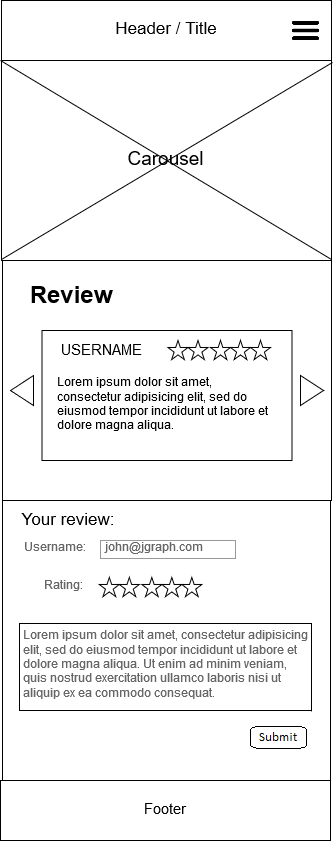 Header / Title
Carousel
Review
USERNAME
Lorem ipsum dolor sit amet,
consectetur adipisicing elit, sed do
eiusmod tempor incididunt ut labore et
dolore magna aliqua.
Your review:
Username: john@jgraph.com
Rating:
Lorem ipsum dolor sit amet, consectetur adipisicing
elit, sed do eiusmod tempor incididunt ut labore et
dolore magna aliqua. Ut enim ad minim veniam,
quis nostrud exercitation ullamco laboris nisi ut
aliquip ex ea commodo consequat.
Submit
Footer